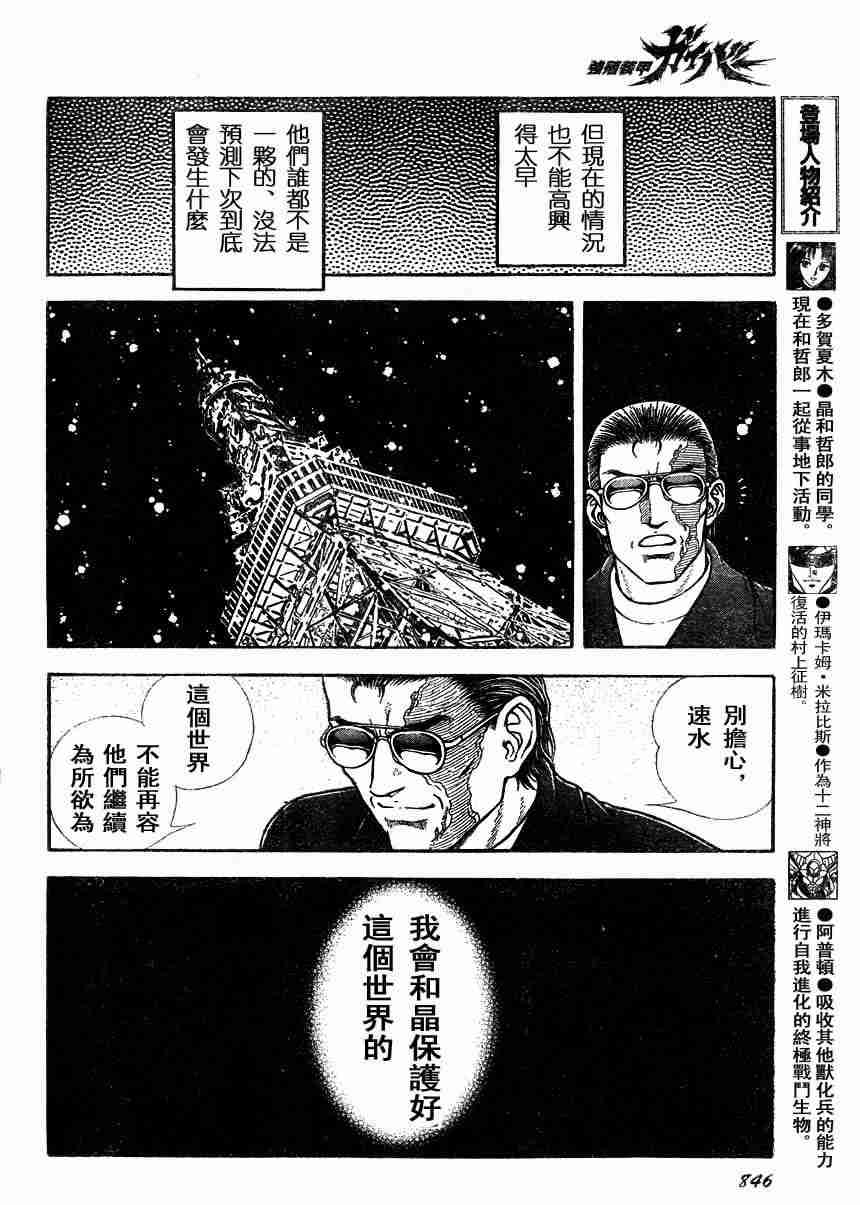 強殖装甲ガイバー
登場人物紹介
●多賀夏木●晶和哲郎的同學。
現在和哲郎一起從事地下活動。
●伊瑪卡姆·米拉比斯●作為十二神將
復活的村上征樹。
●阿普頓●吸收其他獸化兵的能力
進行自我進化的終極戰鬥生物。
但現在的情況
也不能高興
得太早
他們誰都不是
一夥的、沒法
預測下次到底
會發生什麼
別擔心,
速水
這個世界
不能再容
他們繼續
為所欲為
我會和晶保護好
這個世界的
846